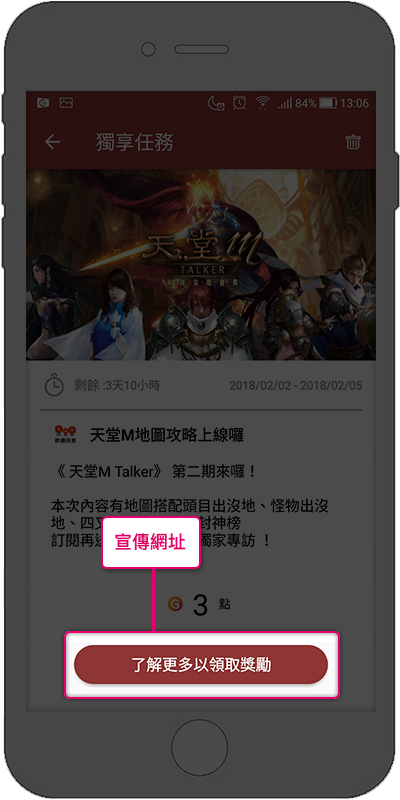 84% 13:06
獨享任務
天堂M
TALKER
剩餘 :3天10小時
2018/02/02 - 2018/02/05
天堂M地圖攻略上線囉
《 天堂M Talker》 第二期來囉！
本次內容有地圖搭配頭目出沒地、怪物出沒
地、四
封神榜
訂閱再
獨家專訪 ！
宣傳網址
G 3 點
了解更多以領取獎勵